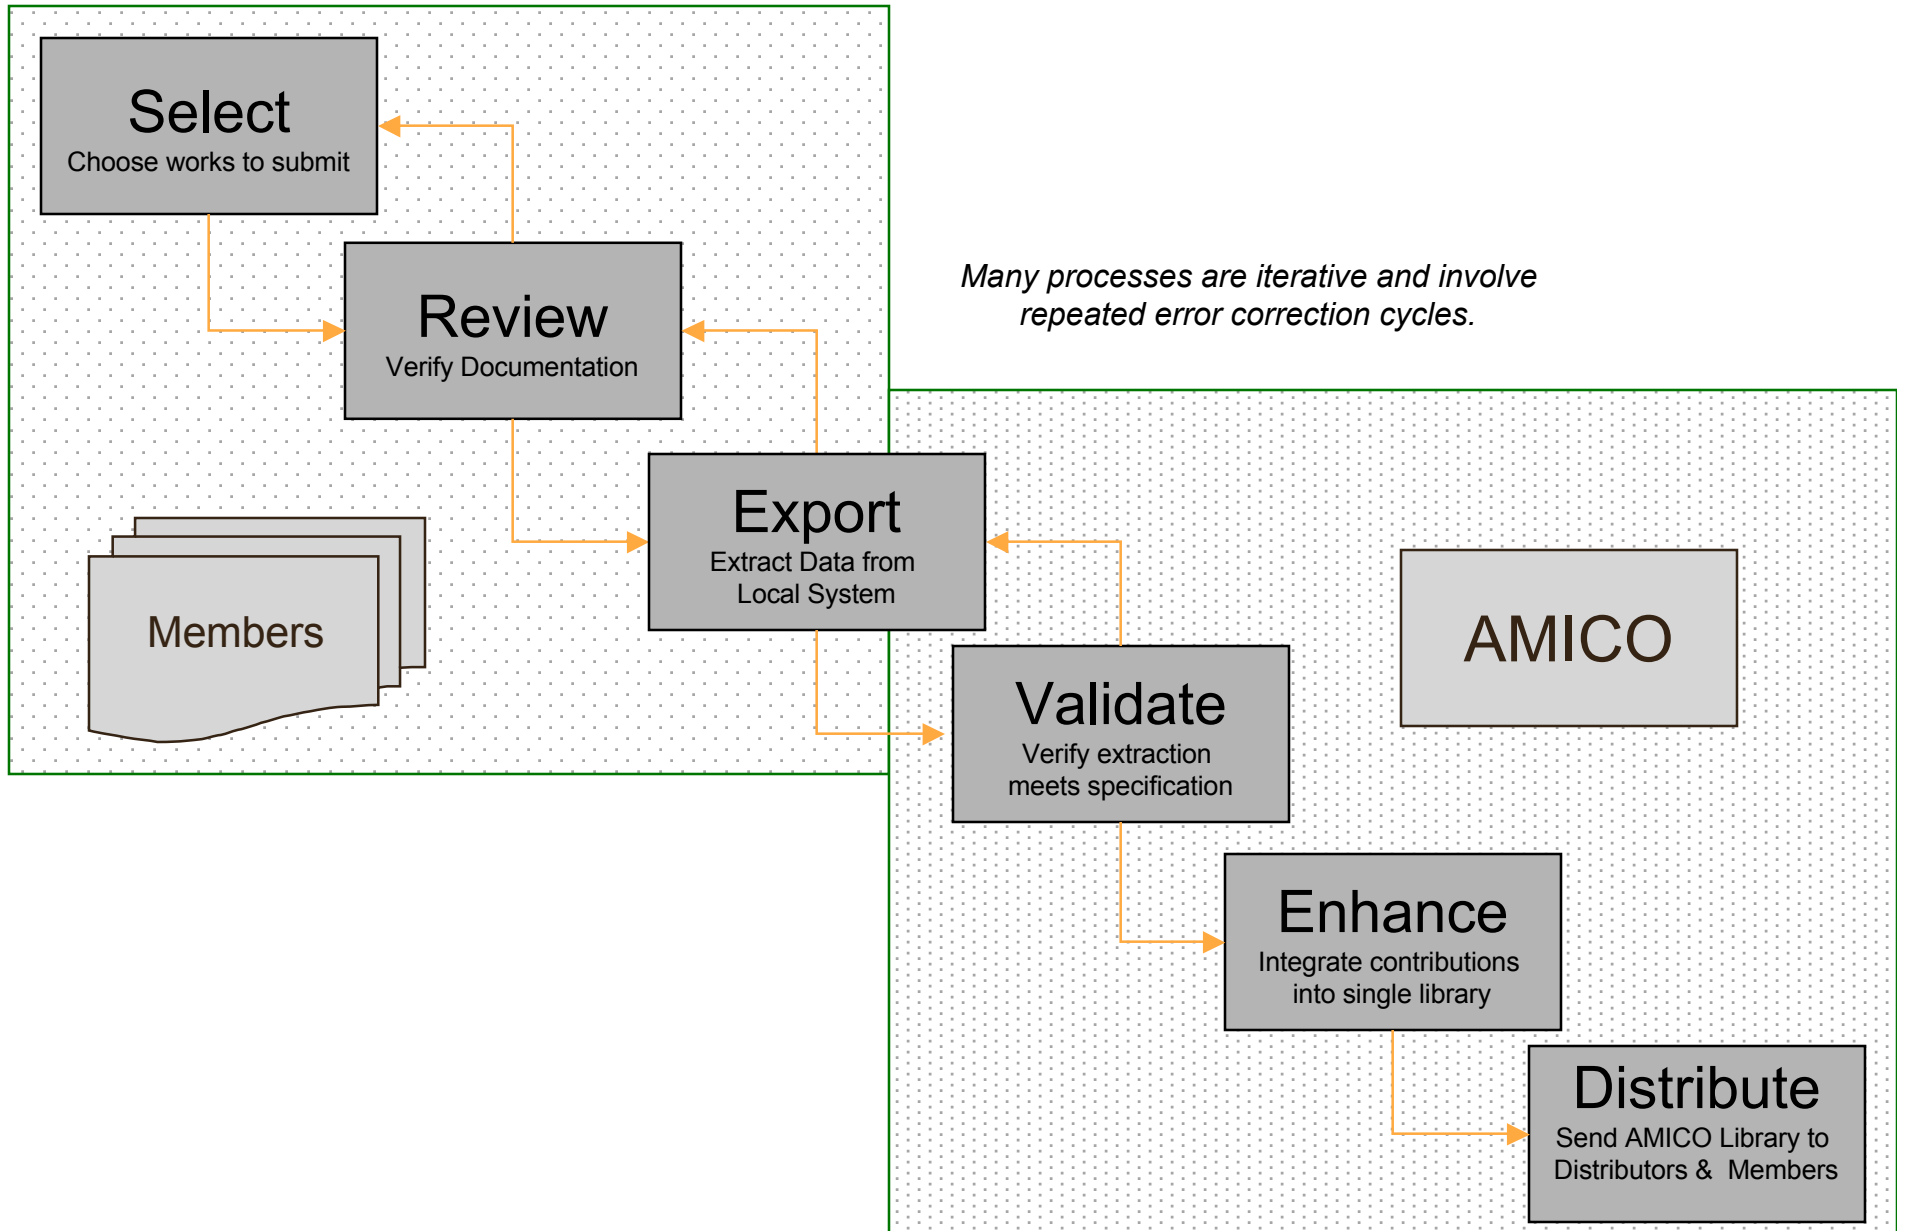 Select
Choose works to submit
Review
Verify Documentation
Many processes are iterative and involve
repeated error correction cycles.
Export
Extract Data from
Local System
Members
AMICO
Validate
Verify extraction
meets specification
Enhance
Integrate contributions
into single library
Distribute
Send AMICO Library to
Distributors & Members